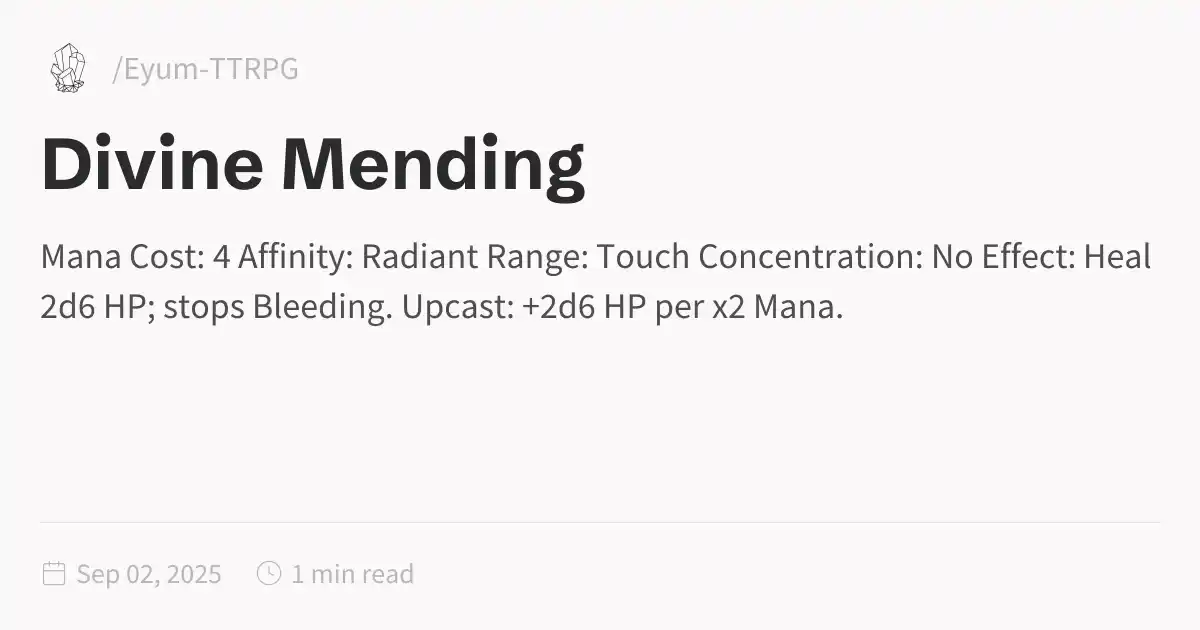 /Eyum-TTRPG
Divine Mending
Mana Cost: 4 Affinity: Radiant Range: Touch Concentration: No Effect: Heal
2d6 HP; stops Bleeding. Upcast: +2d6 HP per x2 Mana.
Sep 02, 2025 1 min read